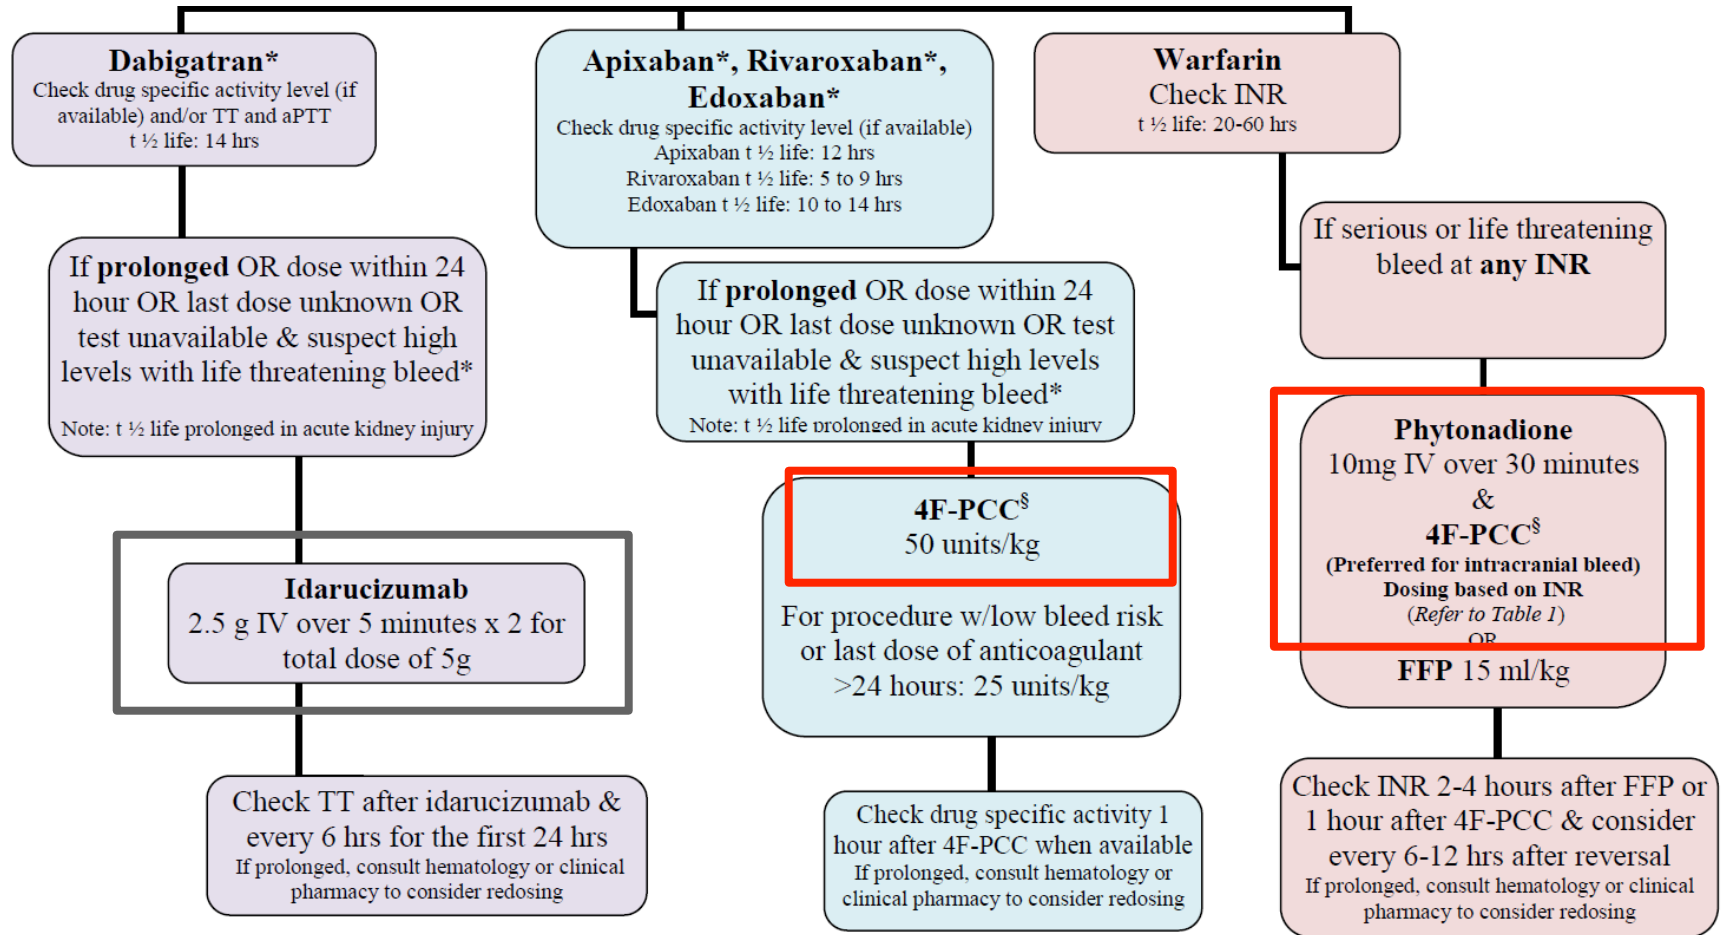 Dabigatran*
Check drug specific activity level (if
available) and/or TT and aPTT
t ½ life: 14 hrs
If prolonged OR dose within 24
hour OR last dose unknown OR
test unavailable & suspect high
levels with life threatening bleed*
Note: t ½ life prolonged in acute kidney injury
Idarucizumab
2.5 g IV over 5 minutes x 2 for
total dose of 5g
Check TT after idarucizumab &
every 6 hrs for the first 24 hrs
If prolonged, consult hematology or clinical
pharmacy to consider redosing
Apixaban*, Rivaroxaban*,
Edoxaban*
Check drug specific activity level (if available)
Apixaban t ½ life: 12 hrs
Rivaroxaban t ½ life: 5 to 9 hrs
Edoxaban t ½ life: 10 to 14 hrs
If prolonged OR dose within 24
hour OR last dose unknown OR test
unavailable & suspect high levels
with life threatening bleed*
Note: t ½ life prolonged in acute kidney injury
4F-PCC§
50 units/kg
For procedure w/low bleed risk
or last dose of anticoagulant
>24 hours: 25 units/kg
Check drug specific activity 1
hour after 4F-PCC when available
If prolonged, consult hematology or
clinical pharmacy to consider redosing
Warfarin
Check INR
t ½ life: 20-60 hrs
If serious or life threatening
bleed at any INR
Phytonadione
10mg IV over 30 minutes
&
4F-PCC§
(Preferred for intracranial bleed)
Dosing based on INR
(Refer to Table 1)
OR
FFP 15 ml/kg
Check INR 2-4 hours after FFP or
1 hour after 4F-PCC & consider
every 6-12 hrs after reversal
If prolonged, consult hematology or clinical
pharmacy to consider redosing